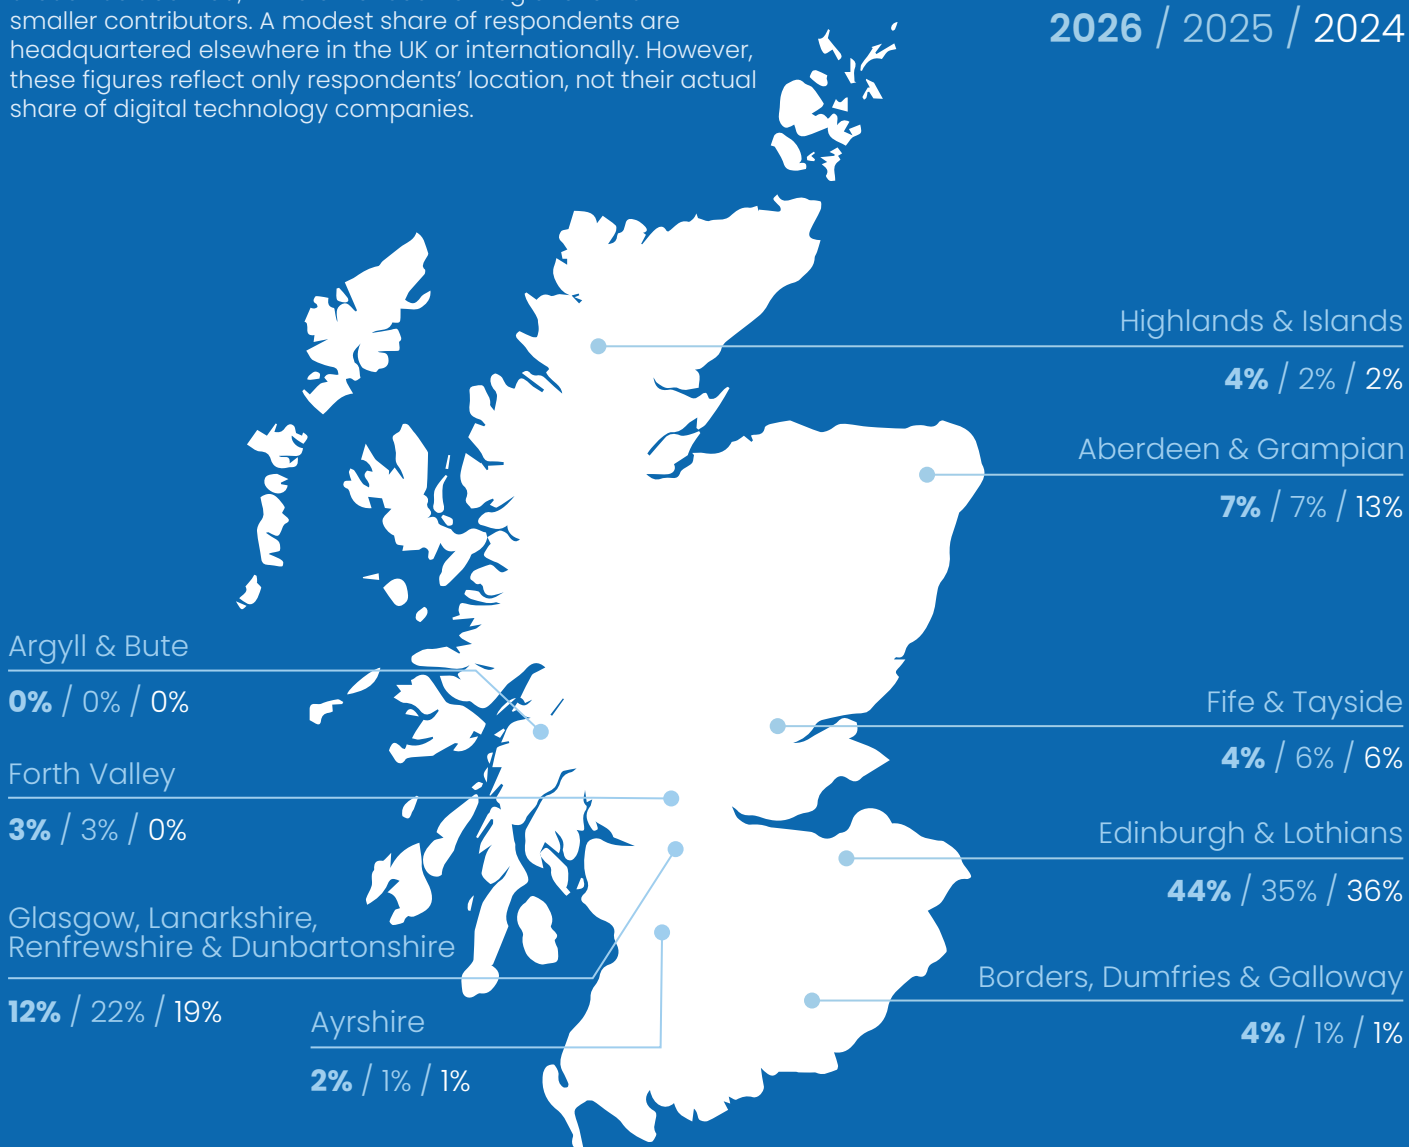 smaller contributors. A modest share of respondents are
headquartered elsewhere in the UK or internationally. However,
these figures reflect only respondents’ location, not their actual
share of digital technology companies.
2026 / 2025 / 2024
Highlands & Islands
4% / 2% / 2%
Aberdeen & Grampian
7% / 7% / 13%
Argyll & Bute
0% / 0% / 0%
Fife & Tayside
4% / 6% / 6%
Forth Valley
3% / 3% / 0%
Edinburgh & Lothians
44% / 35% / 36%
Glasgow, Lanarkshire,
Renfrewshire & Dunbartonshire
12% / 22% / 19%
Borders, Dumfries & Galloway
4% / 1% / 1%
Ayrshire
2% / 1% / 1%